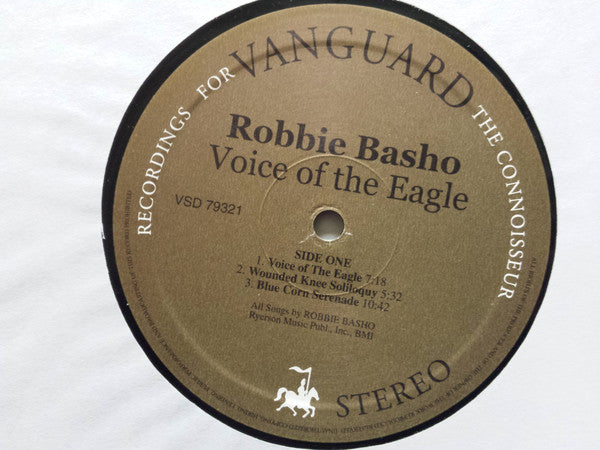 RECORDINGS FOR VANGUARD THE CONNOISSEUR
Robbie Basho
Voice of the Eagle
VSD 79321
SIDE ONE
1. Voice of The Eagle 7:18
2. Wounded Knee Soliloquy 5:32
3. Blue Corn Serenade 10:42
All Songs by ROBBIE BASHO
Ryerson Music Publ., Inc., BMI
STEREO